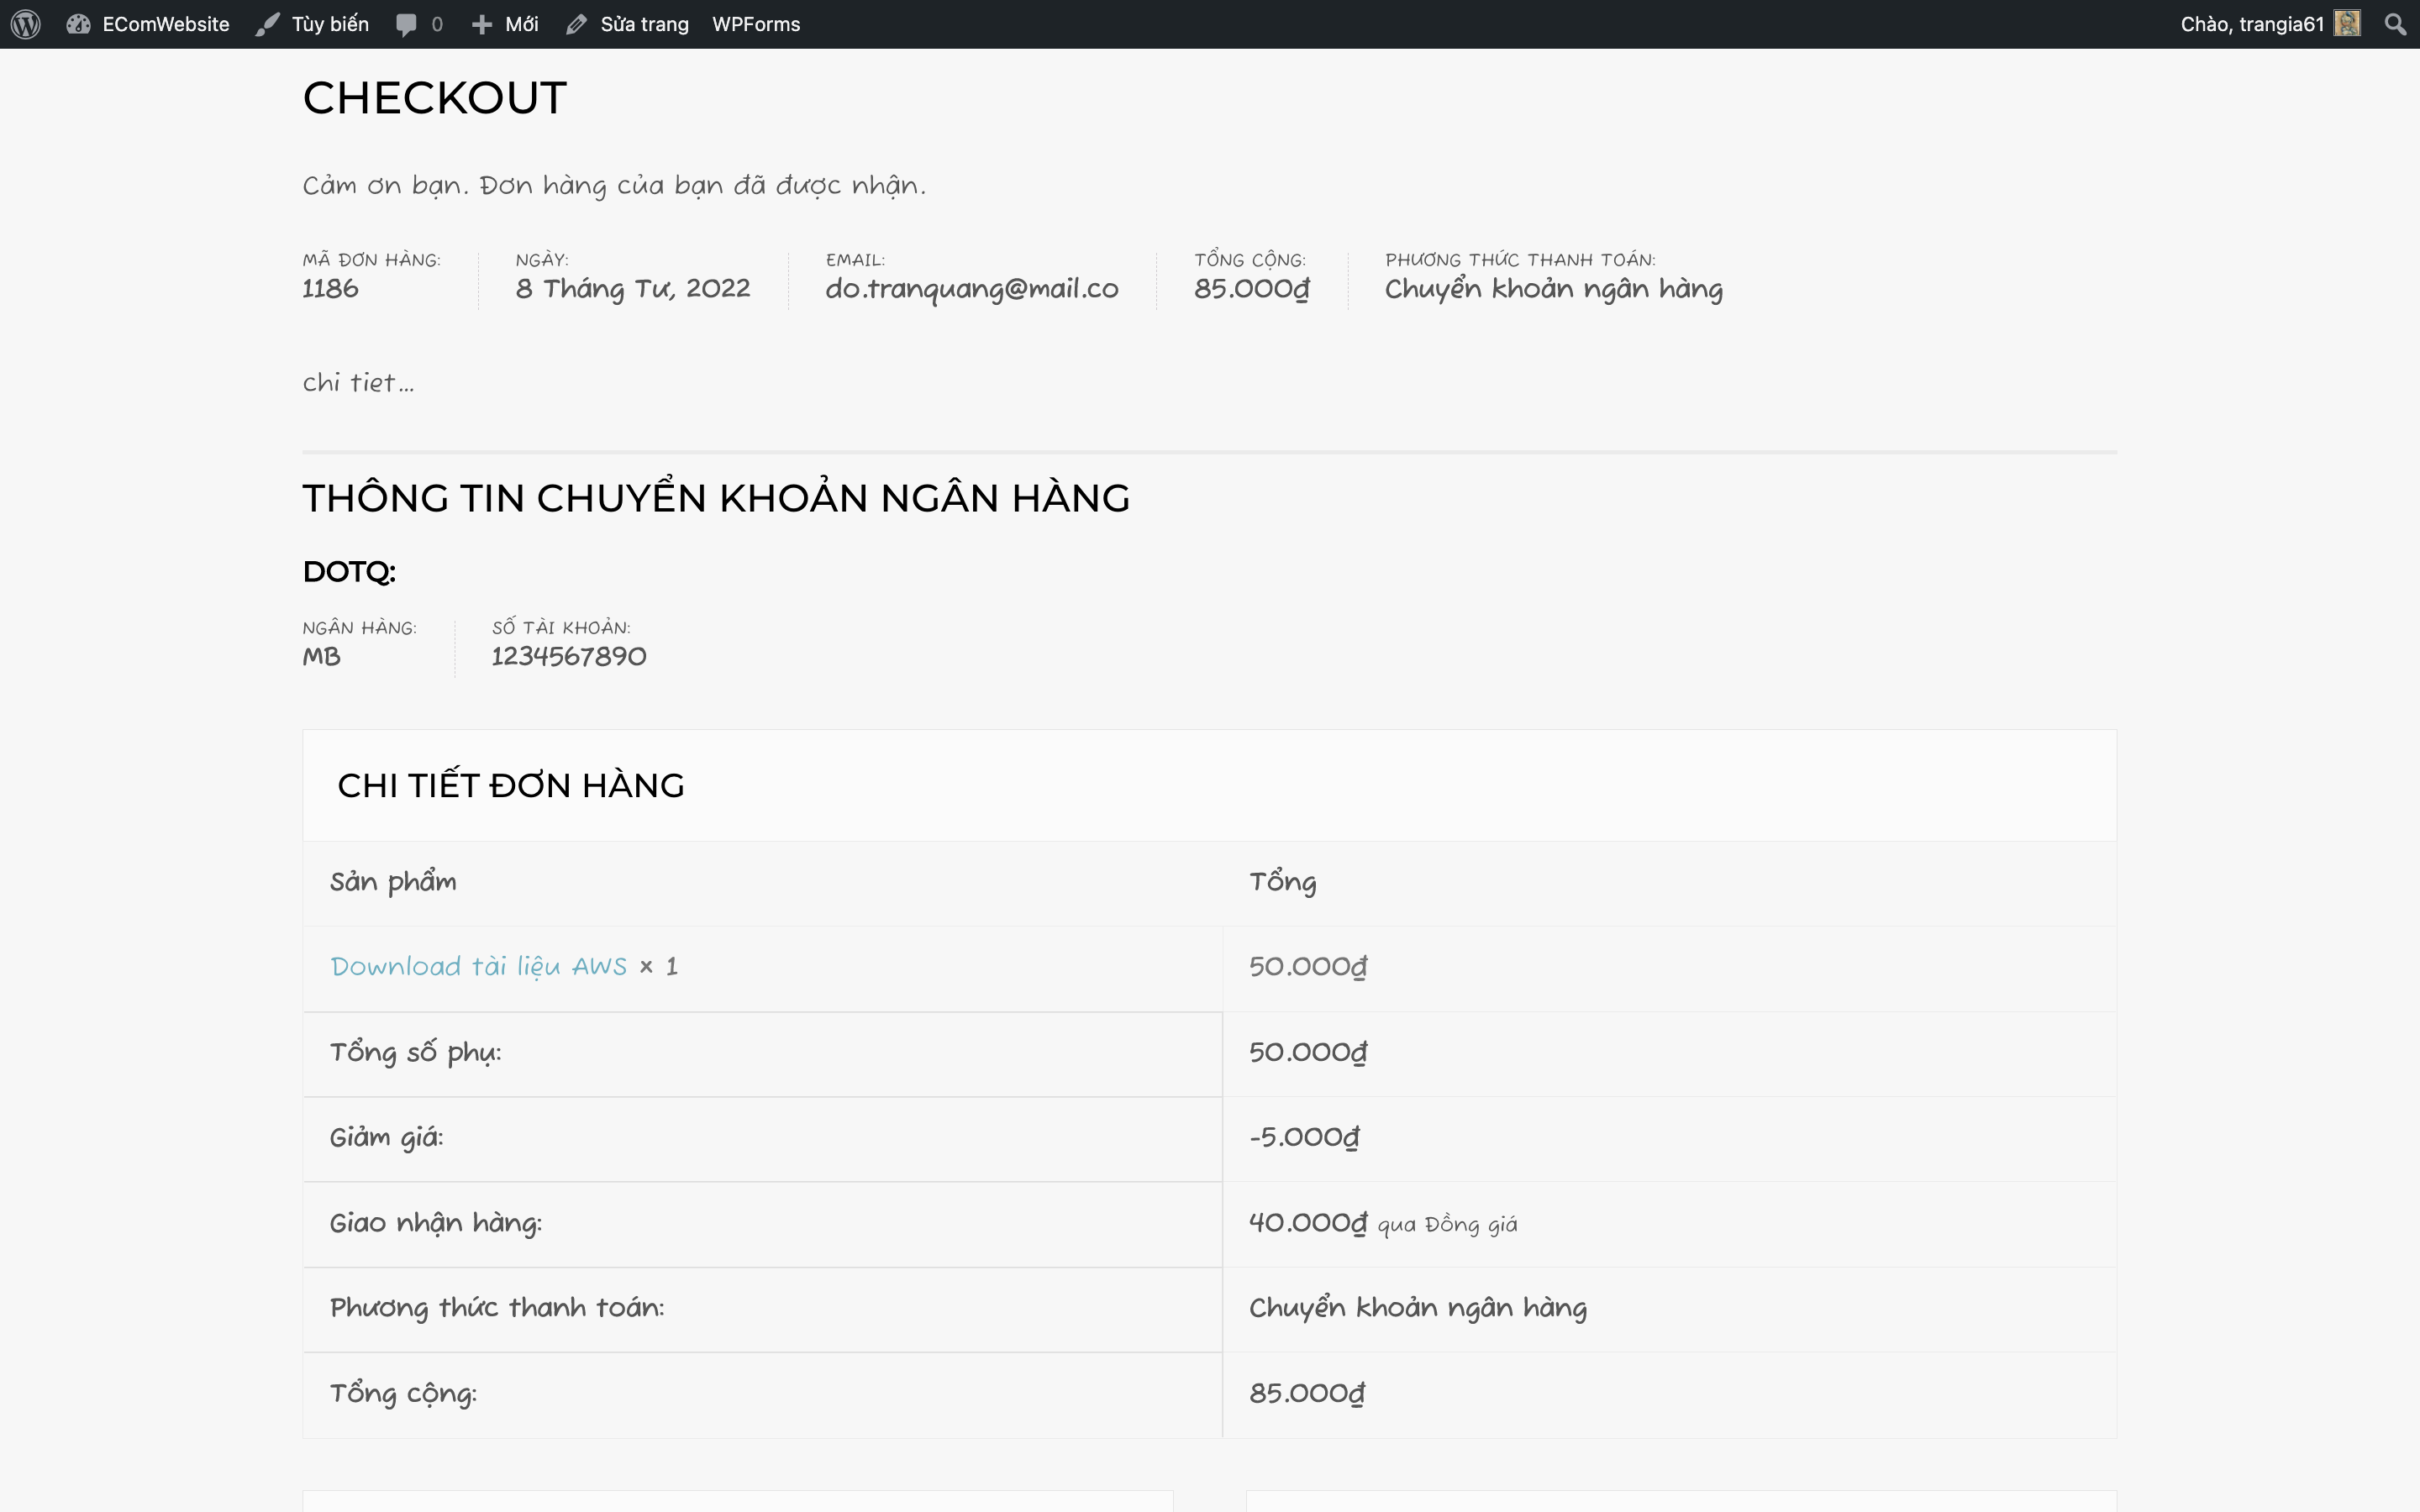 EComWebsite Tùy biến 0 Mới Sửa trang WPForms Chào, trangia61
CHECKOUT
Cảm ơn bạn. Đơn hàng của bạn đã được nhận.
MÃ ĐƠN HÀNG: NGÀY: EMAIL: TỔNG CỘNG: PHƯƠNG THỨC THANH TOÁN:
1186 8 Tháng Tư, 2022 do.tranquang@mail.co 85.000₫ Chuyển khoản ngân hàng
chi tiet...
THÔNG TIN CHUYỂN KHOẢN NGÂN HÀNG
DOTQ:
NGÂN HÀNG: SỐ TÀI KHOẢN:
MB 1234567890
CHI TIẾT ĐƠN HÀNG
Sản phẩm Tổng
Download tài liệu AWS × 1 50.000₫
Tổng số phụ: 50.000₫
Giảm giá: -5.000₫
Giao nhận hàng: 40.000₫ qua Đồng giá
Phương thức thanh toán: Chuyển khoản ngân hàng
Tổng cộng: 85.000₫